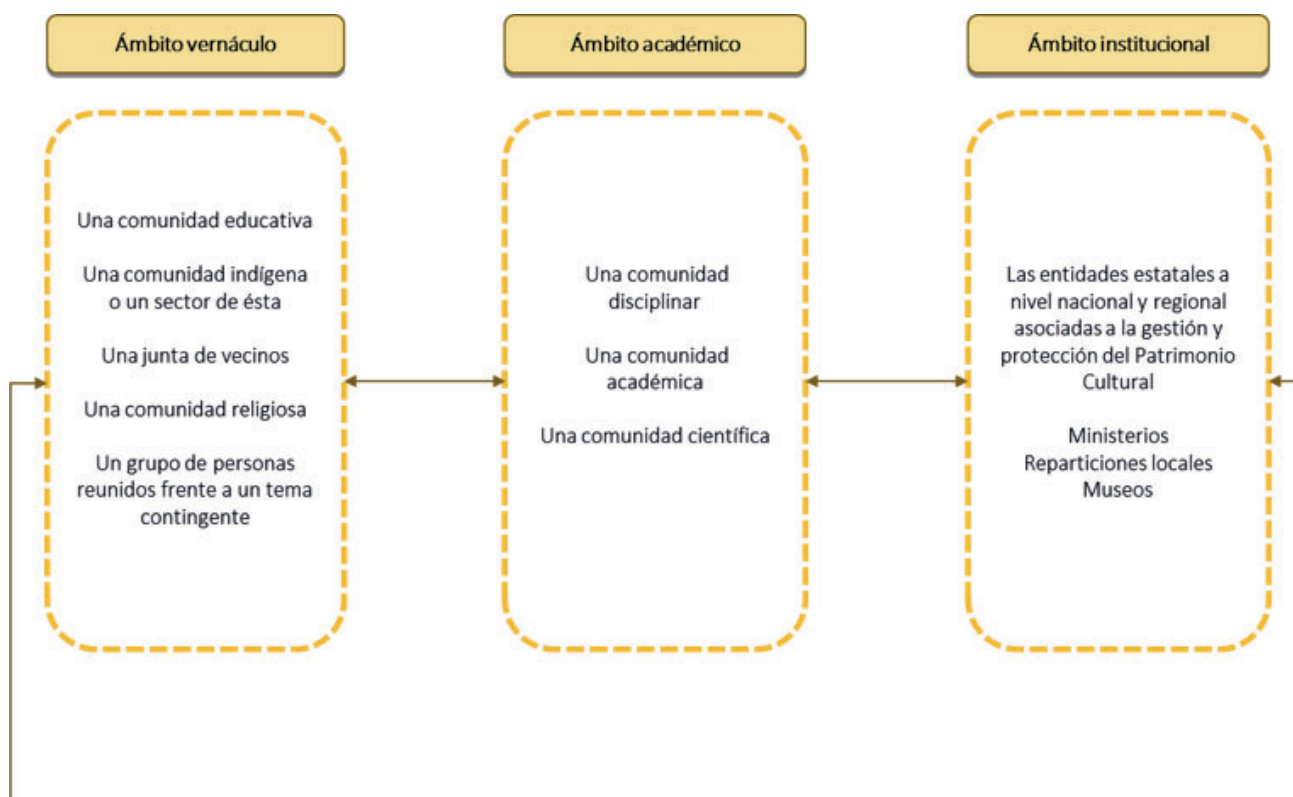 Ámbito vernáculo
Una comunidad educativa
Una comunidad indígena
o un sector de ésta
Una junta de vecinos
Una comunidad religiosa
Un grupo de personas
reunidos frente a un tema
contingente
Ámbito académico
Una comunidad
disciplinar
Una comunidad
académica
Una comunidad científica
Ámbito institucional
Las entidades estatales a
nivel nacional y regional
asociadas a la gestión y
protección del Patrimonio
Cultural
Ministerios
Reparticiones locales
Museos